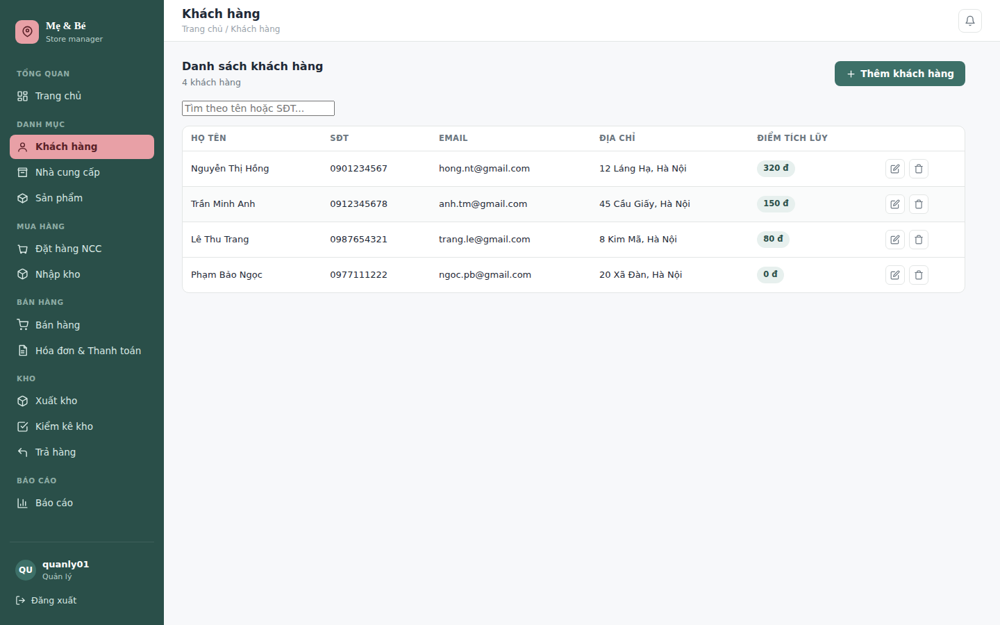 Mẹ & Bé
Store manager
TỔNG QUAN
Trang chủ
DANH MỤC
Khách hàng
Nhà cung cấp
Sản phẩm
MUA HÀNG
Đặt hàng NCC
Nhập kho
BÁN HÀNG
Bán hàng
Hóa đơn & Thanh toán
KHO
Xuất kho
Kiểm kê kho
Trả hàng
BÁO CÁO
Báo cáo
QU
quanly01
Quản lý
Đăng xuất
Khách hàng
Trang chủ / Khách hàng
Danh sách khách hàng
4 khách hàng
Thêm khách hàng
Tìm theo tên hoặc SĐT...
HỌ TÊN SĐT EMAIL ĐỊA CHỈ ĐIỂM TÍCH LŨY
Nguyễn Thị Hồng 0901234567 hong.nt@gmail.com 12 Láng Hạ, Hà Nội 320 đ
Trần Minh Anh 0912345678 anh.tm@gmail.com 45 Cầu Giấy, Hà Nội 150 đ
Lê Thu Trang 0987654321 trang.le@gmail.com 8 Kim Mã, Hà Nội 80 đ
Phạm Bảo Ngọc 0977111222 ngoc.pb@gmail.com 20 Xã Đàn, Hà Nội 0 đ